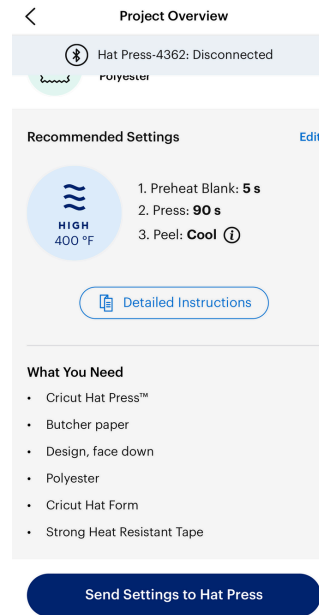 Project Overview
Hat Press-4362: Disconnected
Polyester
Recommended Settings
Edit
HIGH
400 °F
1. Preheat Blank: 5 s
2. Press: 90 s
3. Peel: Cool
Detailed Instructions
What You Need
• Cricut Hat Press™
• Butcher paper
• Design, face down
• Polyester
• Cricut Hat Form
• Strong Heat Resistant Tape
Send Settings to Hat Press